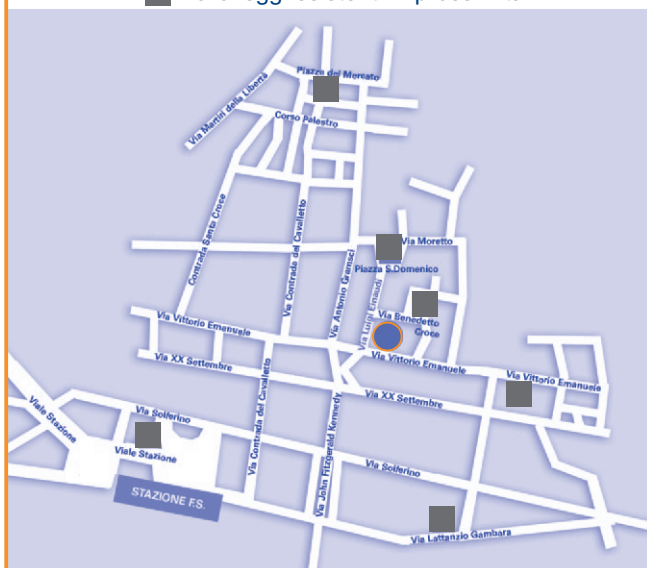 Piazza del Mercato
Via Martiri della Libertà
Corso Palestro
Contrada Santa Croce
Via Contrada del Cavalletto
Via Antonio Gramsci
Via Moretto
Piazza S.Domenico
Via Luigi Einaudi
Via Benedetto
Croce
Via Vittorio Emanuele
Via Vittorio Emanuele
Via Vittorio Emanuele
Via XX Settembre
Via XX Settembre
Via Contrada del Cavalletto
Via John Fitzgerald Kennedy
Viale Stazione
Via Solferino
Viale Stazione
Via Solferino
STAZIONE F.S.
Via Lattanzio Gambara